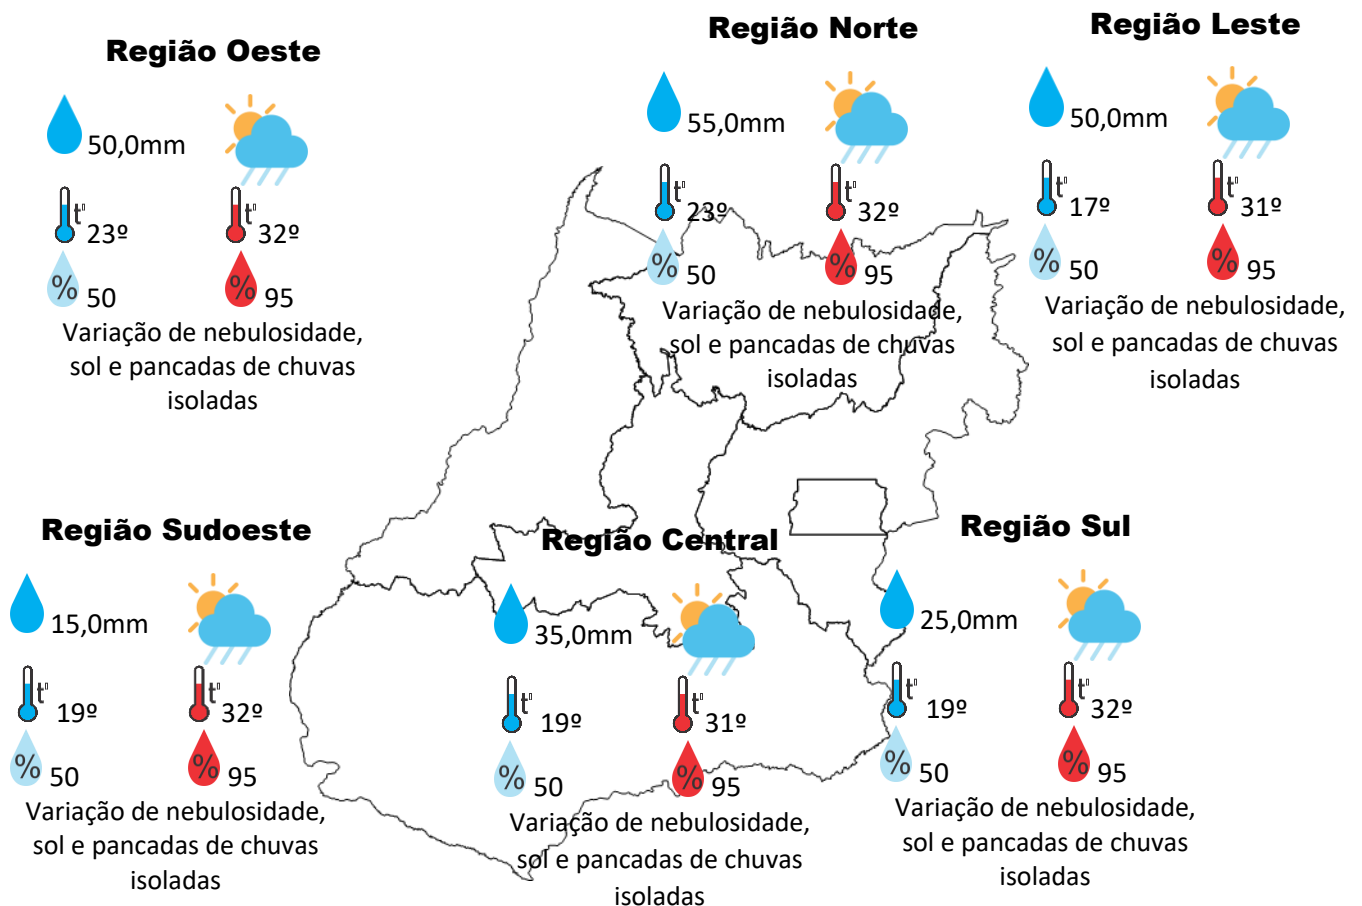 Região Oeste
50,0mm
t°
23º
t°
32º
%
50
%
95
Variação de nebulosidade,
sol e pancadas de chuvas
isoladas
Região Norte
55,0mm
t°
23º
t°
32º
%
50
%
95
Variação de nebulosidade,
sol e pancadas de chuvas
isoladas
Região Leste
50,0mm
t°
17º
t°
31º
%
50
%
95
Variação de nebulosidade,
sol e pancadas de chuvas
isoladas
Região Sudoeste
15,0mm
t°
19º
t°
32º
%
50
%
95
Variação de nebulosidade,
sol e pancadas de chuvas
isoladas
Região Central
35,0mm
t°
19º
t°
31º
%
50
%
95
Variação de nebulosidade,
sol e pancadas de chuvas
isoladas
Região Sul
25,0mm
t°
19º
t°
32º
%
50
%
95
Variação de nebulosidade,
sol e pancadas de chuvas
isoladas